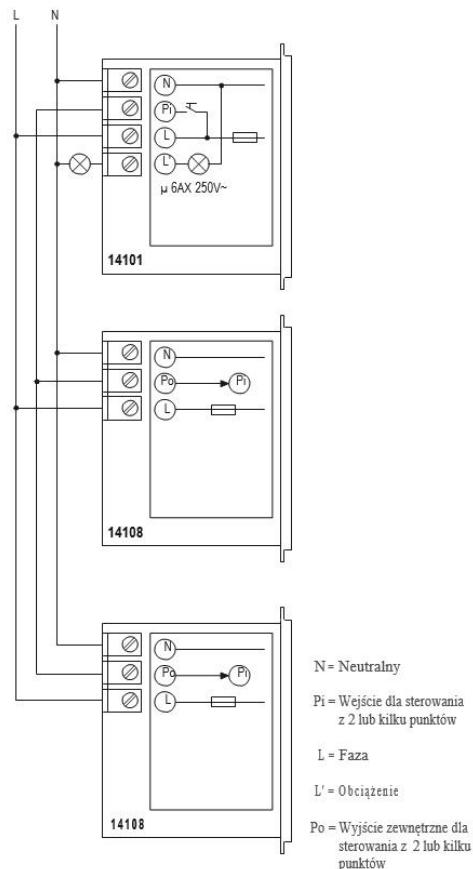 L N
N
Pi
L
L'
µ 6AX 250V~
14101
N
Po Pi
L
14108
N
Po Pi
L
14108
N = Neutralny
Pi = Wejście dla sterowania
z 2 lub kilku punktów
L = Faza
L' = Obciążenie
Po = Wyjście zewnętrzne dla
sterowania z 2 lub kilku
punktów